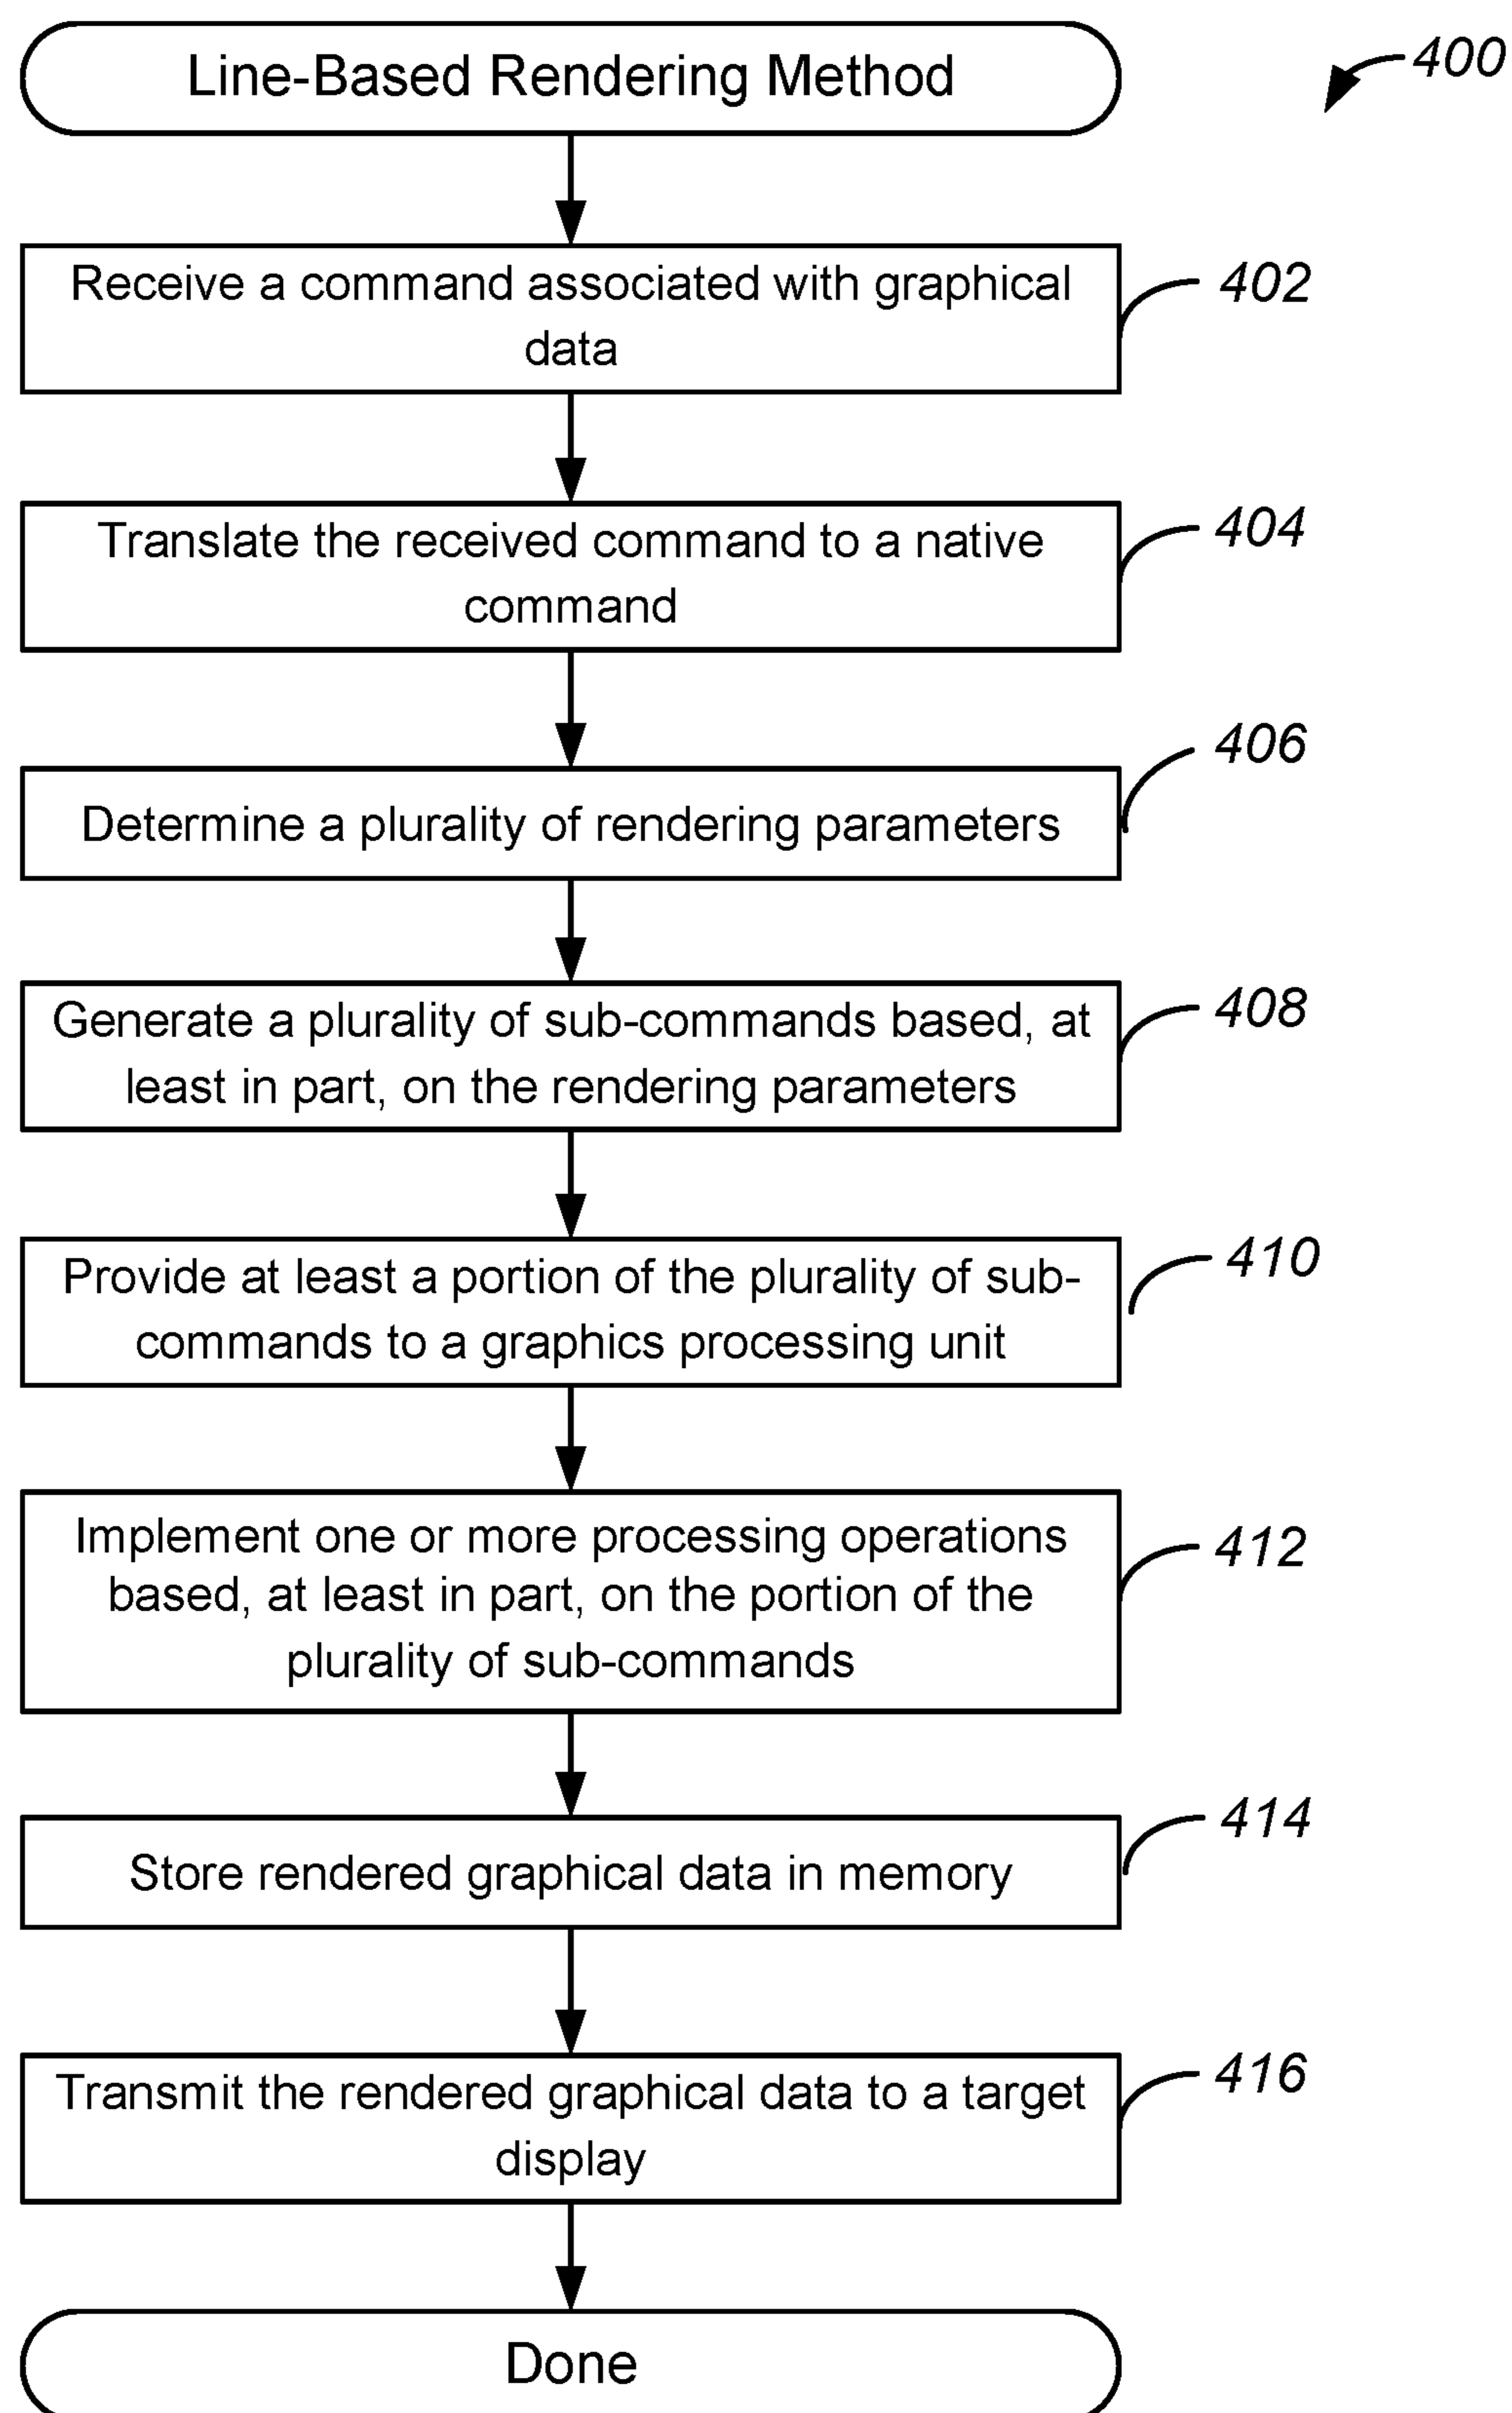 Line-Based Rendering Method
400
Receive a command associated with graphical
data
402
Translate the received command to a native
command
404
Determine a plurality of rendering parameters
406
Generate a plurality of sub-commands based, at
least in part, on the rendering parameters
408
Provide at least a portion of the plurality of sub-
commands to a graphics processing unit
410
Implement one or more processing operations
based, at least in part, on the portion of the
plurality of sub-commands
412
Store rendered graphical data in memory
414
Transmit the rendered graphical data to a target
display
416
Done